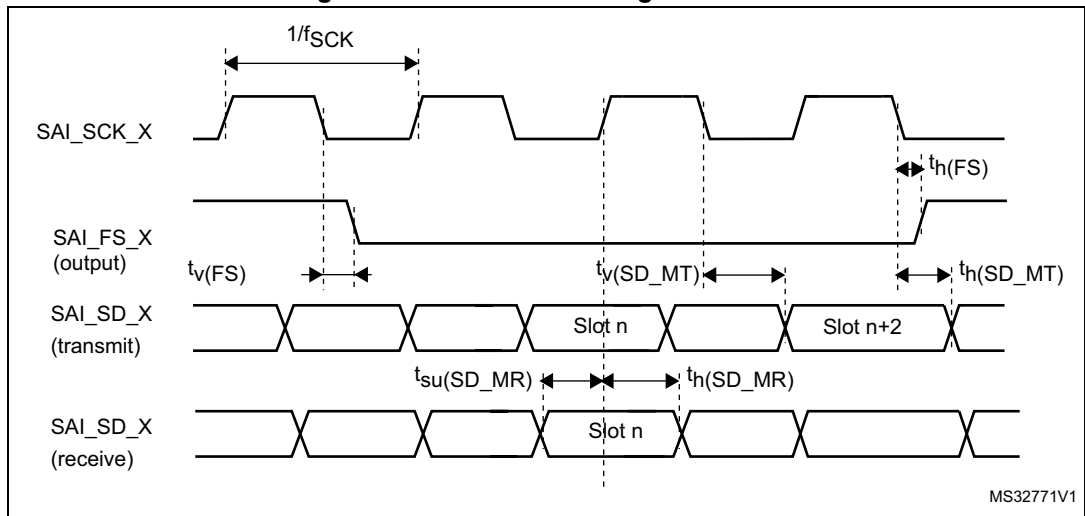 1/fSCK
SAI_SCK_X
th(FS)
SAI_FS_X
(output)
tv(FS)
tv(SD_MT)
th(SD_MT)
SAI_SD_X
(transmit)
Slot n
Slot n+2
tsu(SD_MR)
th(SD_MR)
SAI_SD_X
(receive)
Slot n
MS32771V1